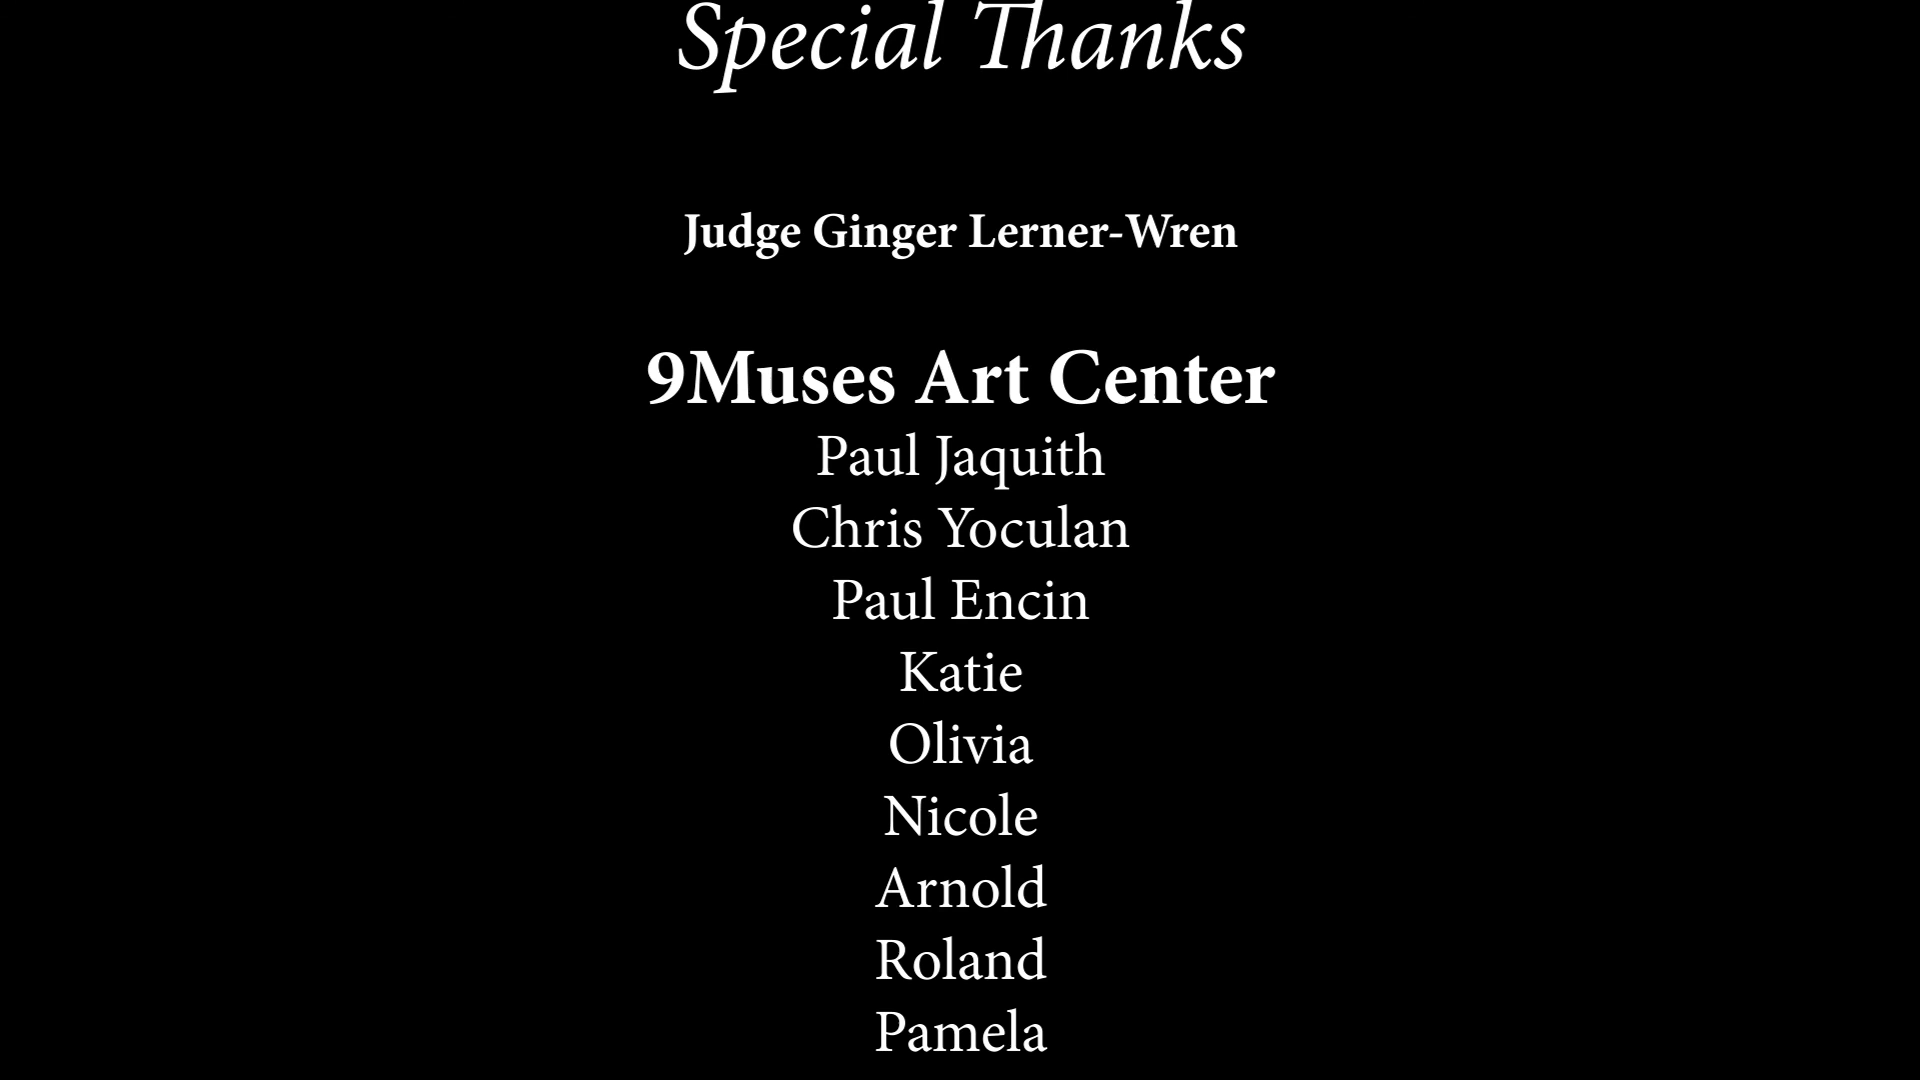 Special Thanks
Judge Ginger Lerner-Wren
9Muses Art Center
Paul Jaquith
Chris Yoculan
Paul Encin
Katie
Olivia
Nicole
Arnold
Roland
Pamela